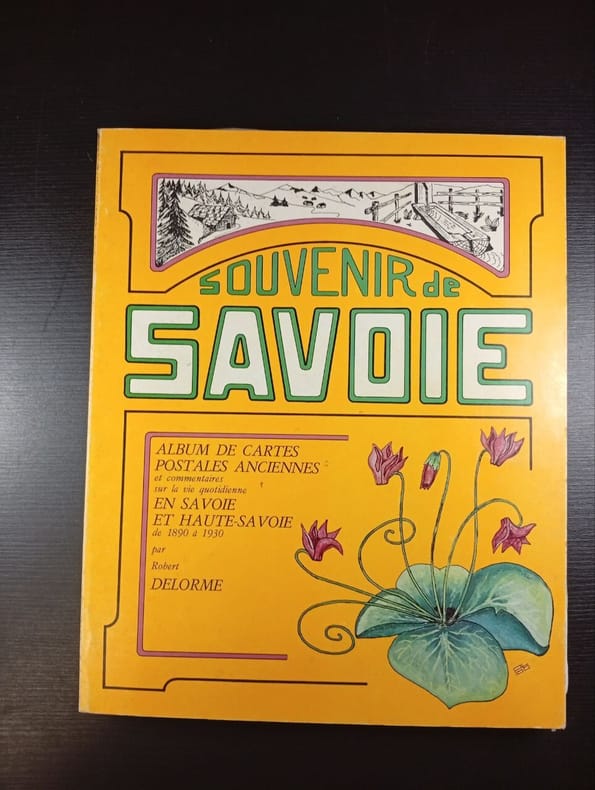 SOUVENIR de
SAVOIE
ALBUM DE CARTES
POSTALES ANCIENNES
et commentaires
sur la vie quotidienne
EN SAVOIE
ET HAUTE-SAVOIE
de 1890 à 1930
par
Robert
DELORME